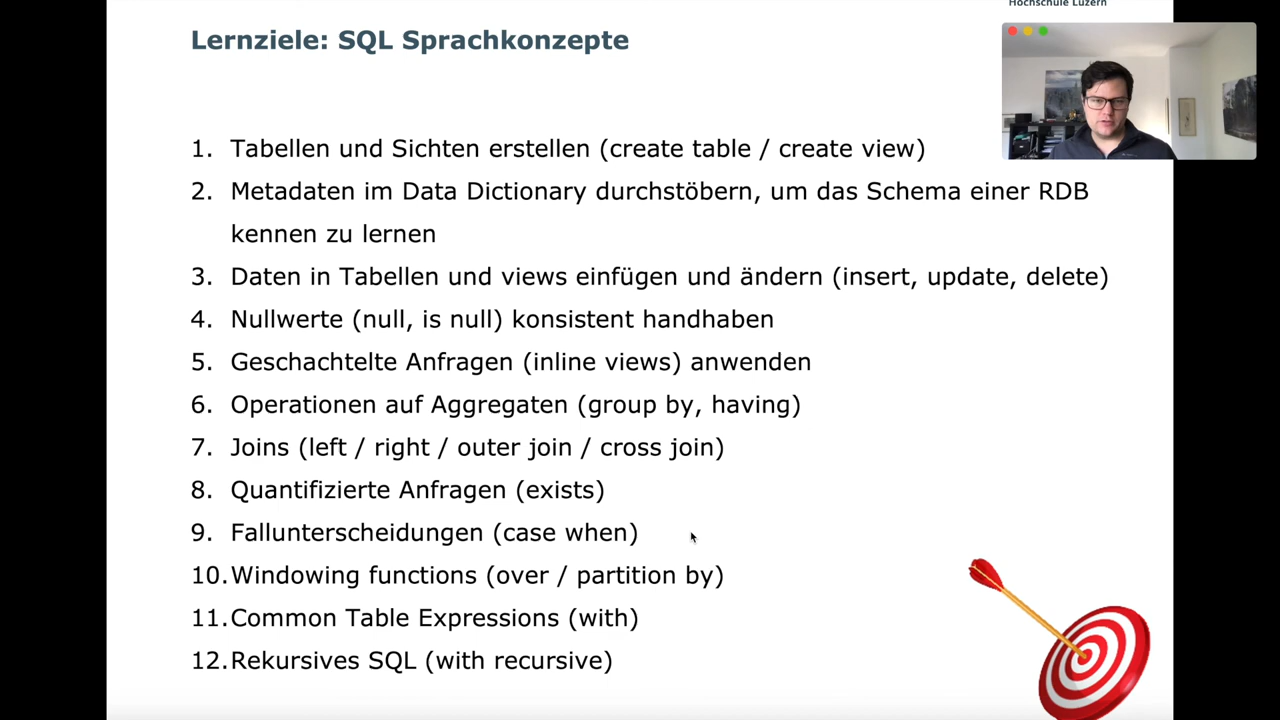 Hochschule Luzern
Lernziele: SQL Sprachkonzepte
1. Tabellen und Sichten erstellen (create table / create view)
2. Metadaten im Data Dictionary durchstöbern, um das Schema einer RDB
kennen zu lernen
3. Daten in Tabellen und views einfügen und ändern (insert, update, delete)
4. Nullwerte (null, is null) konsistent handhaben
5. Geschachtelte Anfragen (inline views) anwenden
6. Operationen auf Aggregaten (group by, having)
7. Joins (left / right / outer join / cross join)
8. Quantifizierte Anfragen (exists)
9. Fallunterscheidungen (case when)
10. Windowing functions (over / partition by)
11. Common Table Expressions (with)
12. Rekursives SQL (with recursive)